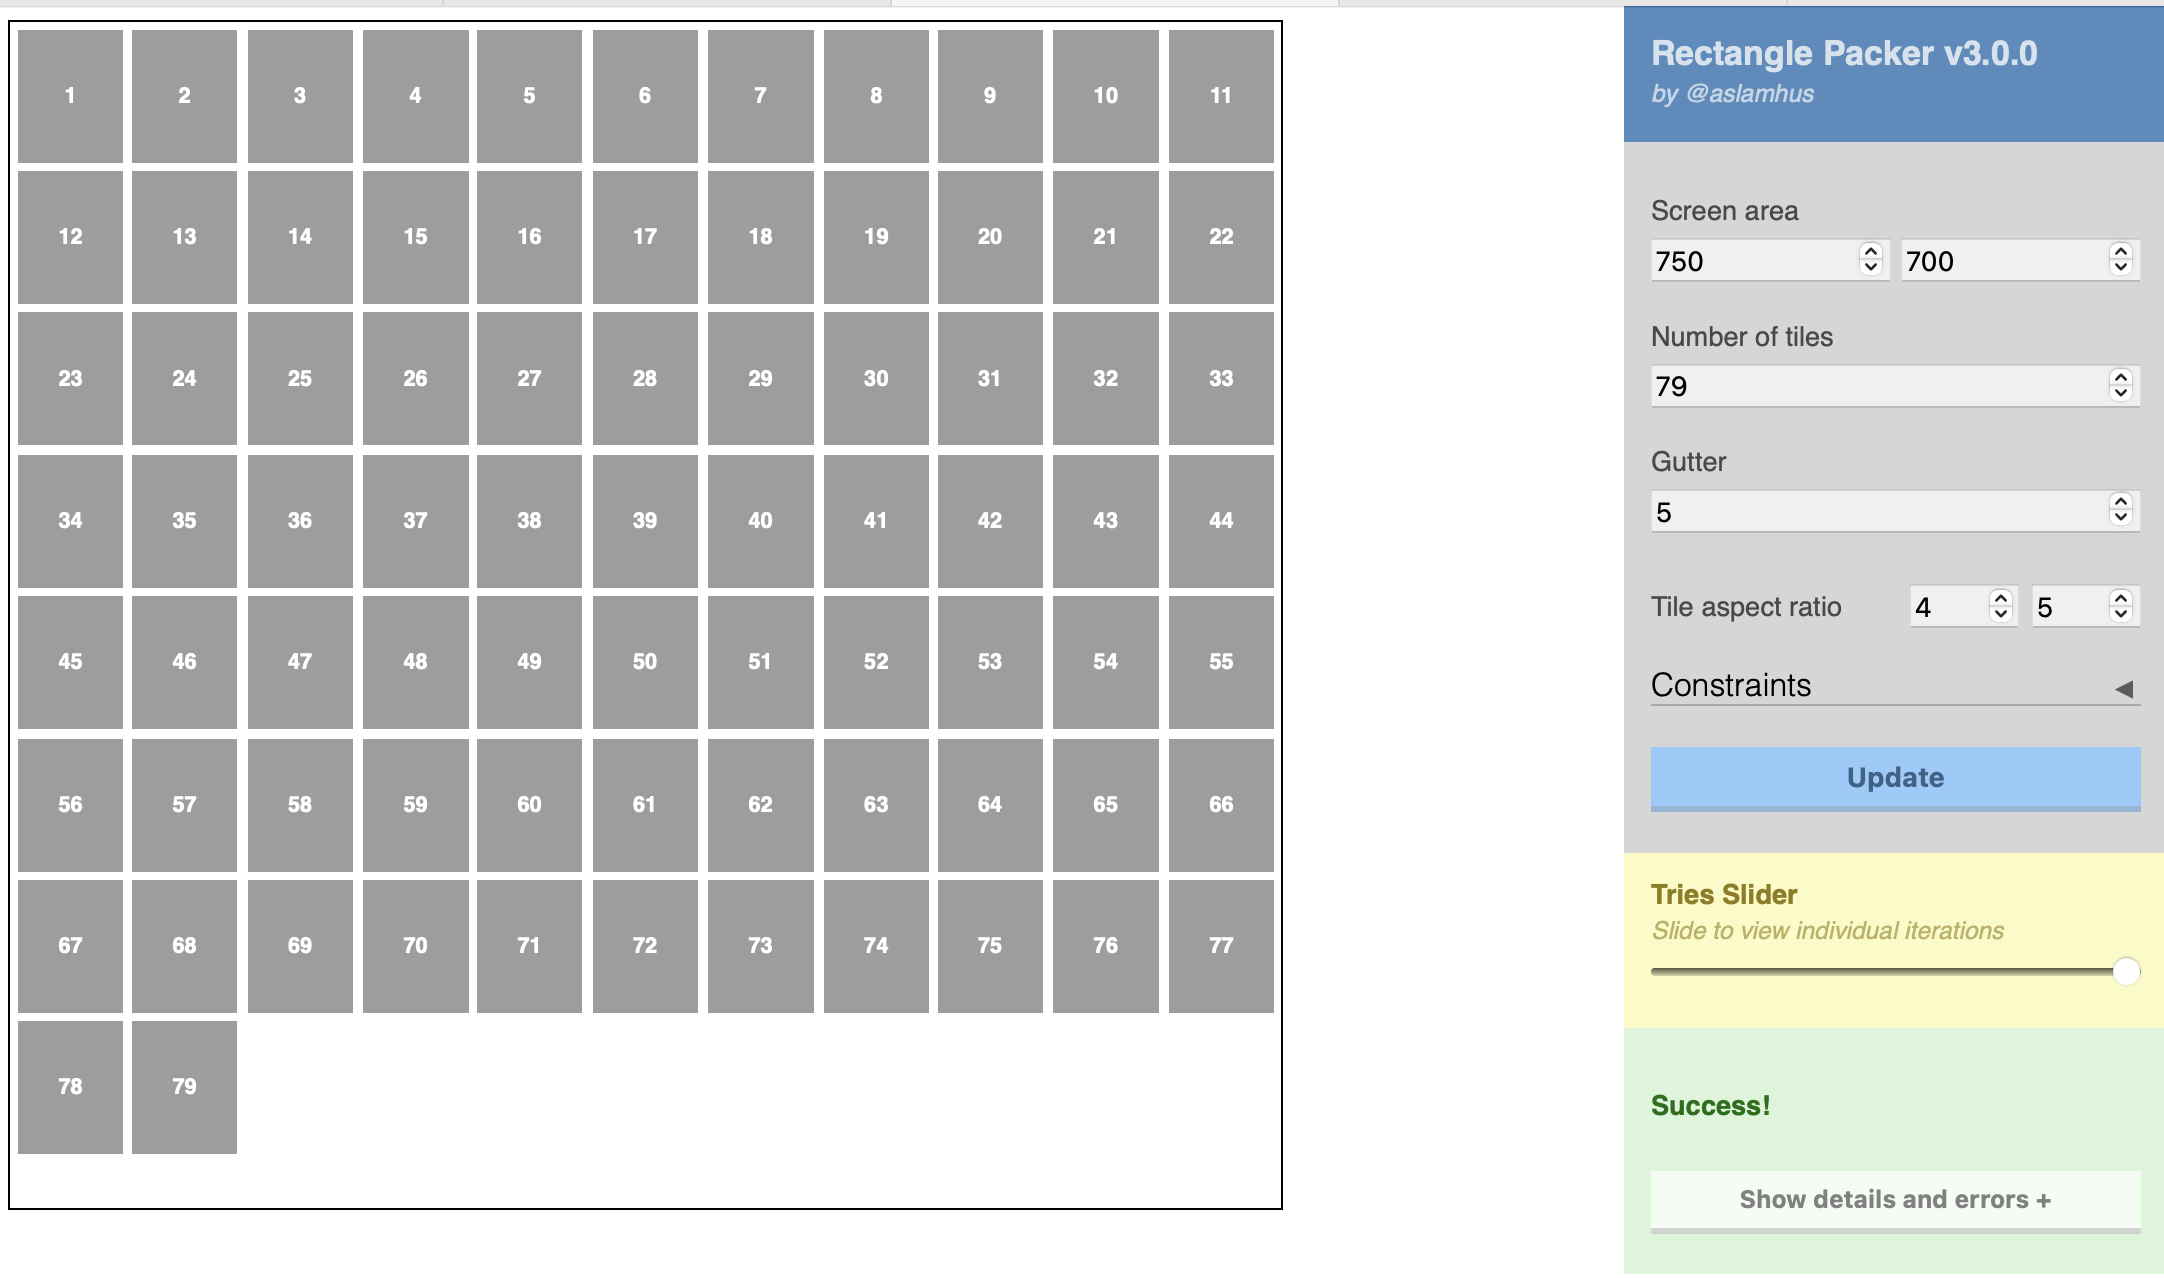 1 2 3 4 5 6 7 8 9 10 11
12 13 14 15 16 17 18 19 20 21 22
23 24 25 26 27 28 29 30 31 32 33
34 35 36 37 38 39 40 41 42 43 44
45 46 47 48 49 50 51 52 53 54 55
56 57 58 59 60 61 62 63 64 65 66
67 68 69 70 71 72 73 74 75 76 77
78 79
Rectangle Packer v3.0.0
by @aslamhus
Screen area
750 700
Number of tiles
79
Gutter
5
Tile aspect ratio 4 5
Constraints
Update
Tries Slider
Slide to view individual iterations
Success!
Show details and errors +